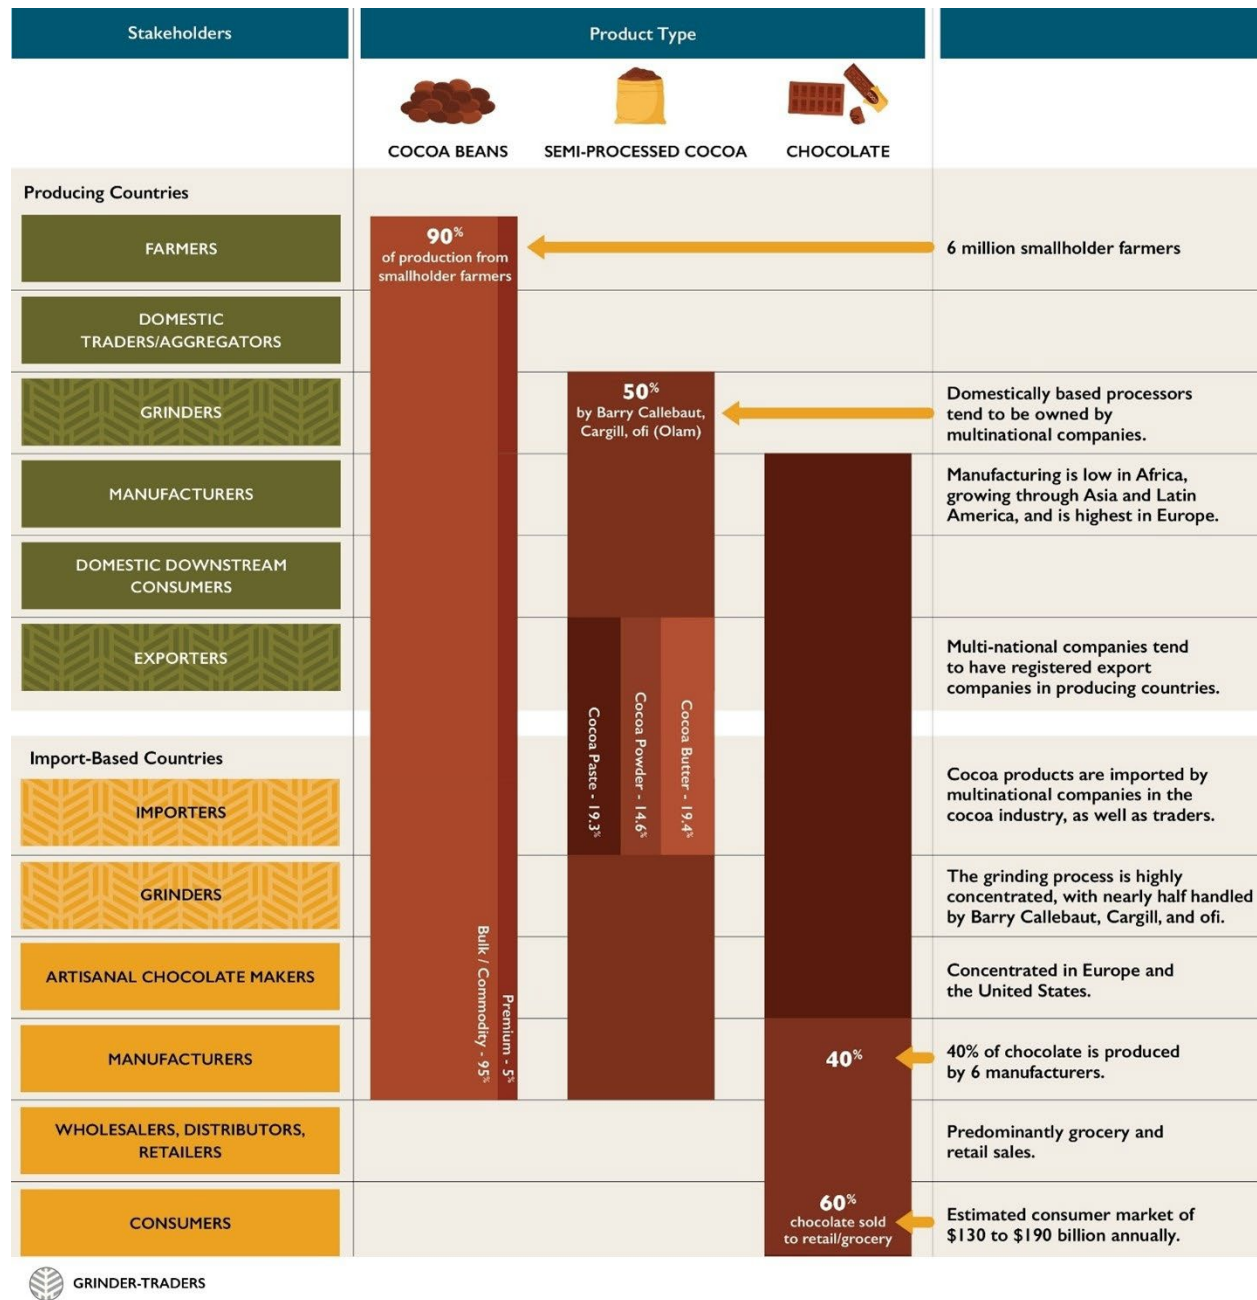 Stakeholders
Product Type
COCOA BEANS
SEMI-PROCESSED COCOA
CHOCOLATE
Producing Countries
FARMERS
90%
of production from
smallholder farmers
6 million smallholder farmers
DOMESTIC
TRADERS/AGGREGATORS
GRINDERS
50%
by Barry Callebaut,
Cargill, ofi (Olam)
Domestically based processors
tend to be owned by
multinational companies.
MANUFACTURERS
Manufacturing is low in Africa,
growing through Asia and Latin
America, and is highest in Europe.
DOMESTIC DOWNSTREAM
CONSUMERS
EXPORTERS
Multi-national companies tend
to have registered export
companies in producing countries.
Cocoa Paste - 19.3%
Cocoa Powder - 14.6%
Cocoa Butter - 19.4%
Import-Based Countries
IMPORTERS
Cocoa products are imported by
multinational companies in the
cocoa industry, as well as traders.
GRINDERS
The grinding process is highly
concentrated, with nearly half handled
by Barry Callebaut, Cargill, and ofi.
Bulk / Commodity - 95%
Premium - 5%
ARTISANAL CHOCOLATE MAKERS
Concentrated in Europe and
the United States.
MANUFACTURERS
40%
40% of chocolate is produced
by 6 manufacturers.
WHOLESALERS, DISTRIBUTORS,
RETAILERS
Predominantly grocery and
retail sales.
CONSUMERS
60%
chocolate sold
to retail/grocery
Estimated consumer market of
$130 to $190 billion annually.
GRINDER-TRADERS